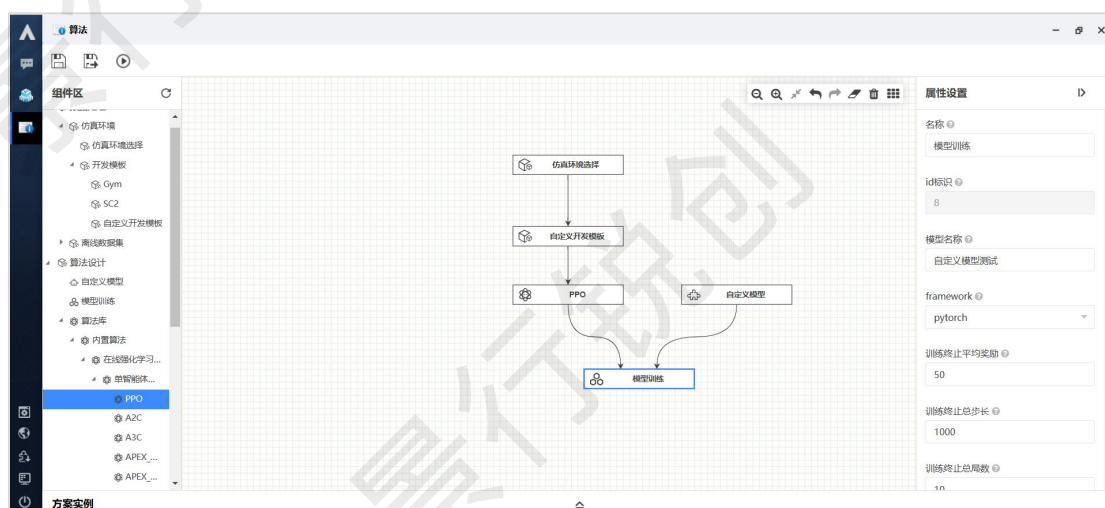 算法
组件区
仿真环境
仿真环境选择
开发模板
Gym
SC2
自定义开发模板
离线数据集
算法设计
自定义模型
模型训练
算法库
内置算法
在线强化学习...
单智能体...
PPO
A2C
A3C
APEX_...
APEX_...
方案实例
仿真环境选择
自定义开发模板
PPO
自定义模型
模型训练
属性设置
名称
模型训练
id标识
8
模型名称
自定义模型测试
framework
pytorch
训练终止平均奖励
50
训练终止总步长
1000
训练终止总局数
10
景行锐创